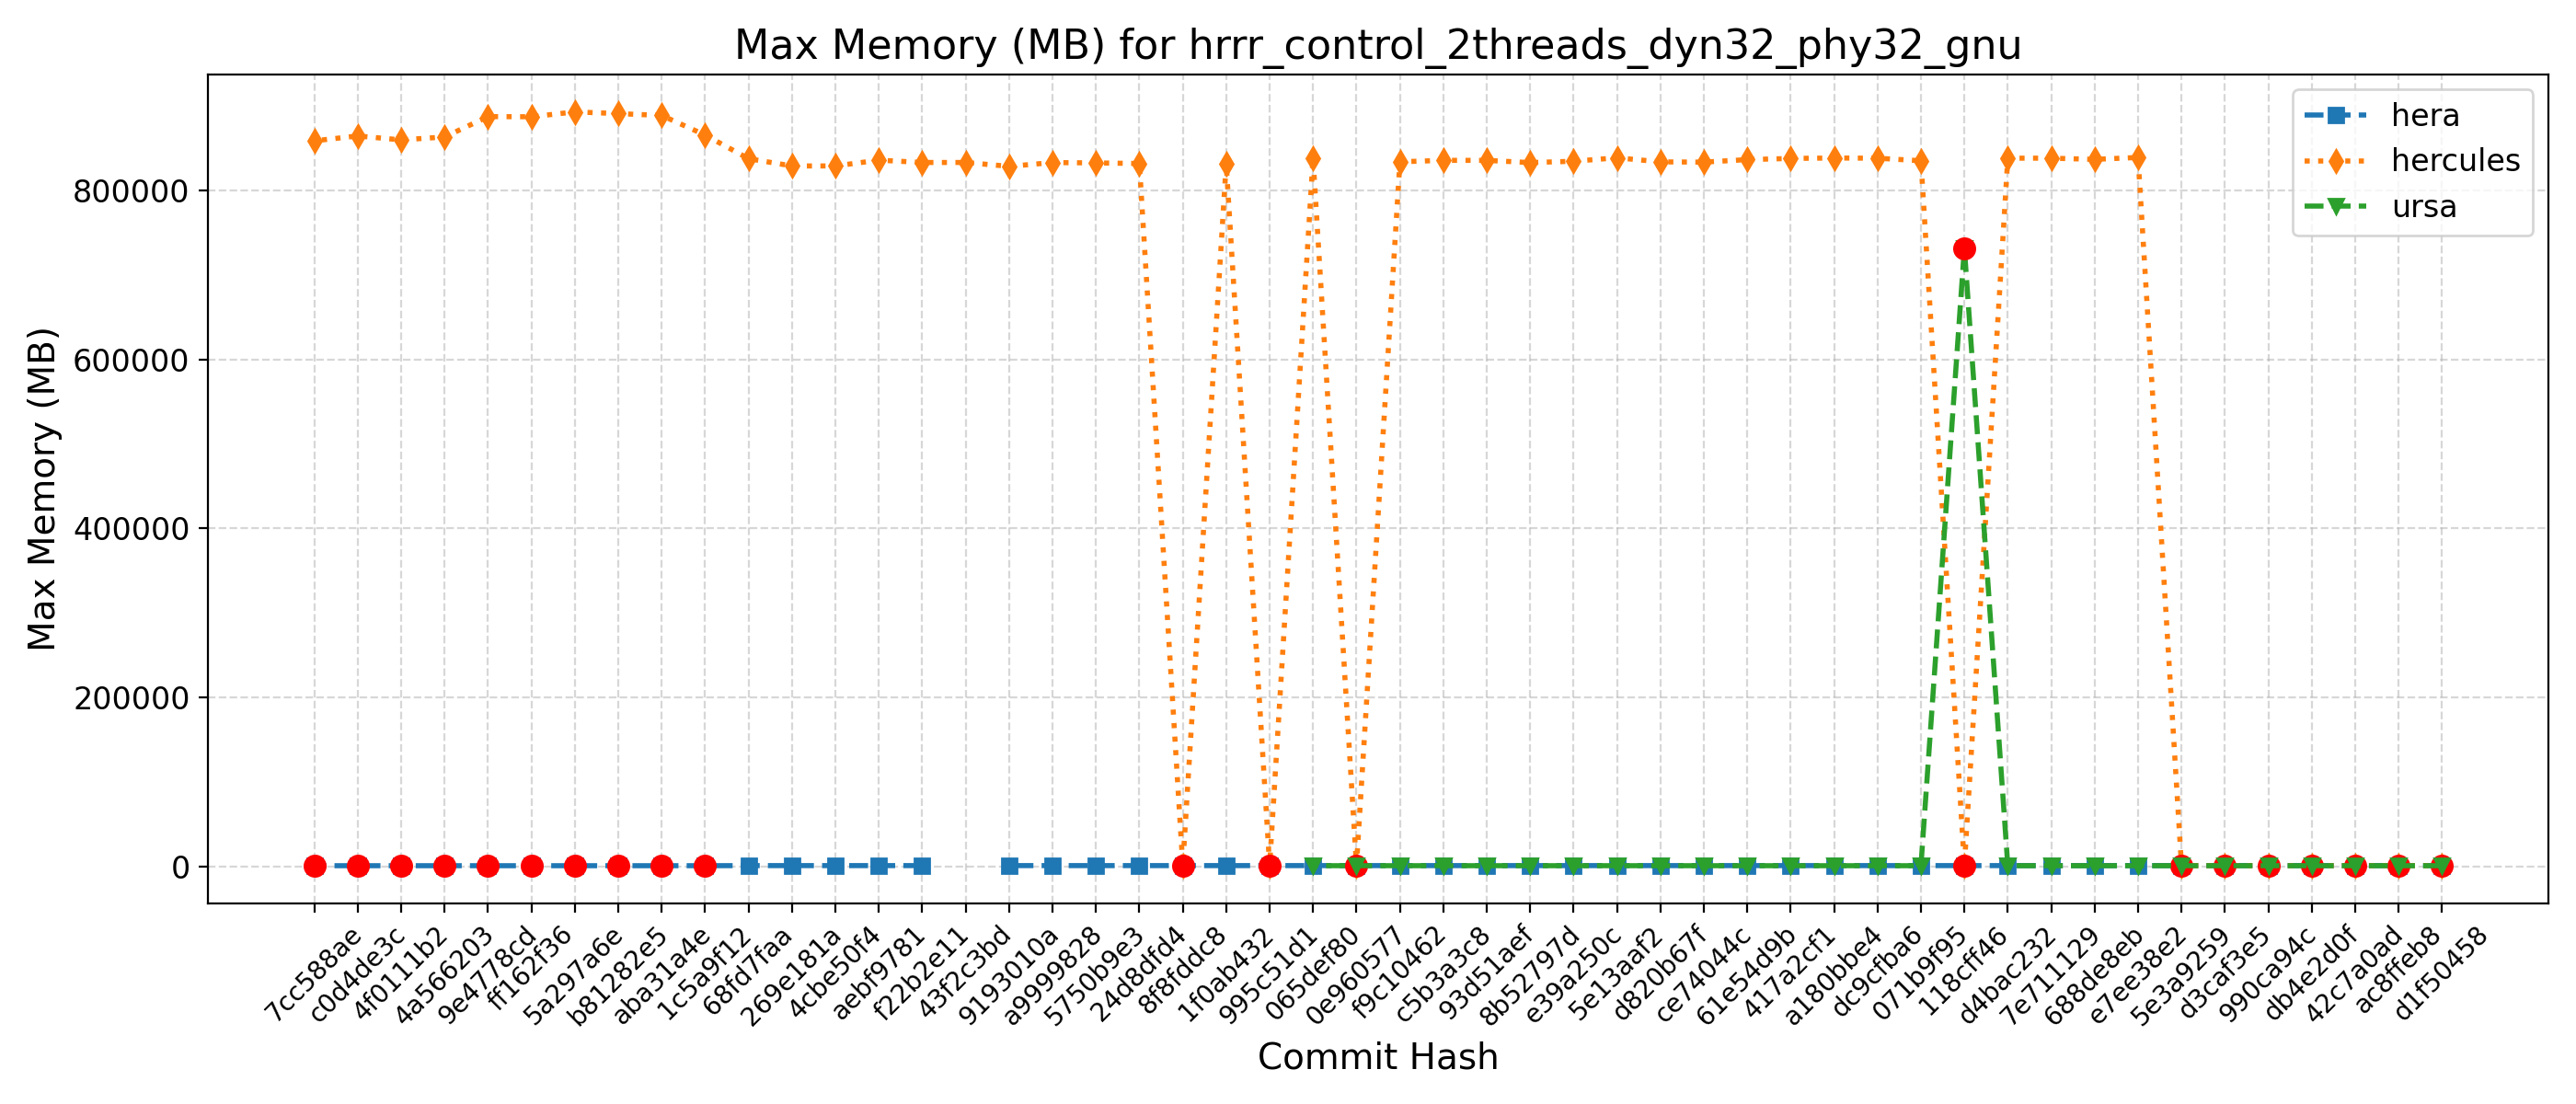 Max Memory (MB) for hrrr_control_2threads_dyn32_phy32_gnu
hera
hercules
ursa
Max Memory (MB)
800000
600000
400000
200000
0
7cc588ae
c0d4de3c
4f0111b2
4a566203
9e4778cd
ff162f36
5a297a6e
b81282e5
aba31a4e
1c5a9f12
68fd7faa
269e181a
4cbe50f4
aebf9781
f22b2e11
43f2c3bd
9193010a
a9999828
5750b9e3
24d8dfd4
8f8fddc8
1f0ab432
995c51d1
065def80
0e960577
f9c10462
c5b3a3c8
93d51aef
8b52797d
e39a250c
5e13aaf2
d820b67f
ce74044c
61e54d9b
417a2cf1
a180bbe4
dc9cfba6
071b9f95
118cff46
d4bac232
7e711129
688de8eb
e7ee38e2
5e3a9259
d3caf3e5
990ca94c
db4e2d0f
42c7a0ad
ac8ffeb8
d1f50458
Commit Hash